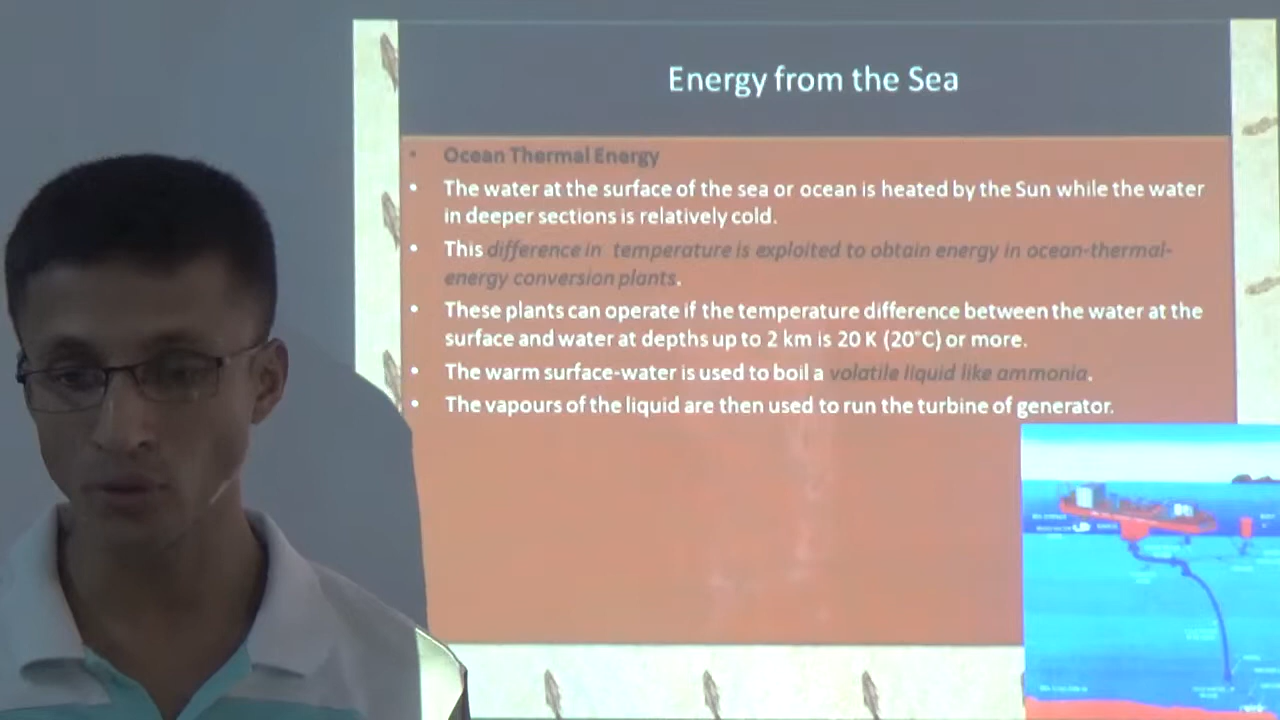 Energy from the Sea
• Ocean Thermal Energy
• The water at the surface of the sea or ocean is heated by the Sun while the water
in deeper sections is relatively cold.
• This difference in temperature is exploited to obtain energy in ocean-thermal-
energy conversion plants.
• These plants can operate if the temperature difference between the water at the
surface and water at depths up to 2 km is 20 K (20°C) or more.
• The warm surface-water is used to boil a volatile liquid like ammonia.
• The vapours of the liquid are then used to run the turbine of generator.